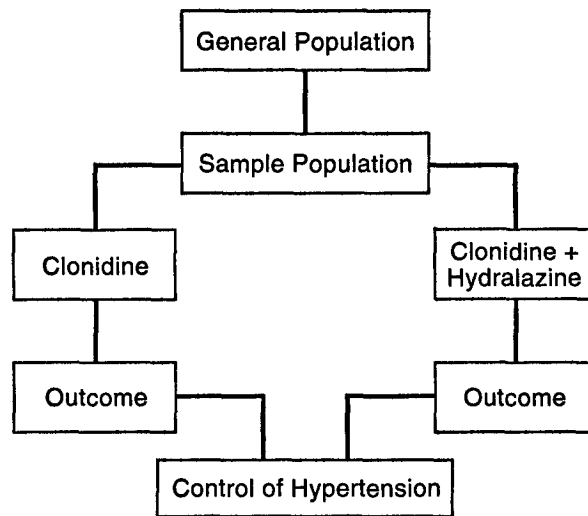 General Population
Sample Population
Clonidine
Clonidine +
Hydralazine
Outcome
Outcome
Control of Hypertension